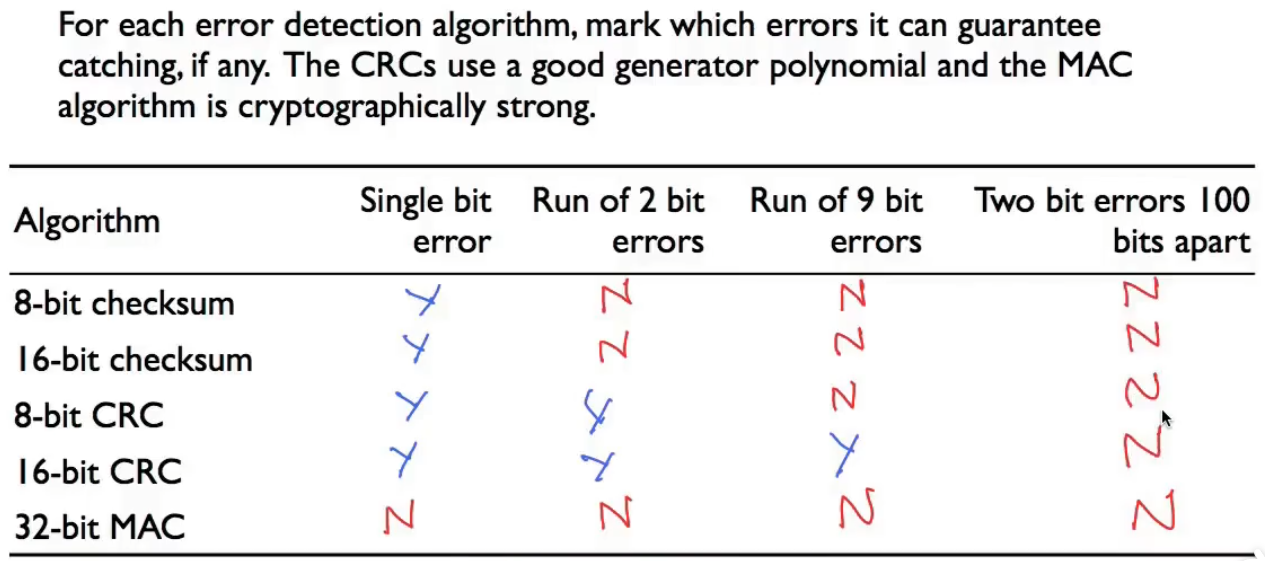 For each error detection algorithm, mark which errors it can guarantee
catching, if any. The CRCs use a good generator polynomial and the MAC
algorithm is cryptographically strong.
Algorithm
Single bit
error
Run of 2 bit
errors
Run of 9 bit
errors
Two bit errors 100
bits apart
8-bit checksum Y N N N
16-bit checksum Y N N N
8-bit CRC Y Y N N
16-bit CRC Y Y Y N
32-bit MAC N N N N